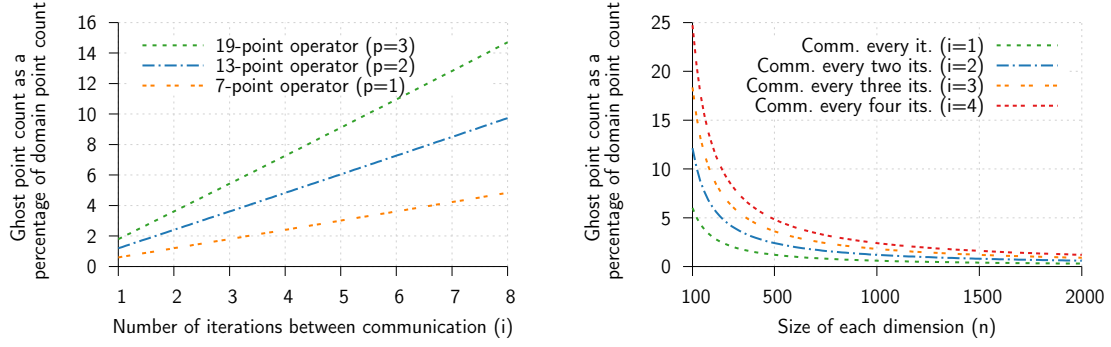 Ghost point count as a
percentage of domain point count
16
14
12
10
8
6
4
2
0
19-point operator (p=3)
13-point operator (p=2)
7-point operator (p=1)
1 2 3 4 5 6 7 8
Number of iterations between communication (i)
Ghost point count as a
percentage of domain point count
25
20
15
10
5
0
Comm. every it. (i=1)
Comm. every two its. (i=2)
Comm. every three its. (i=3)
Comm. every four its. (i=4)
100 500 1000 1500 2000
Size of each dimension (n)